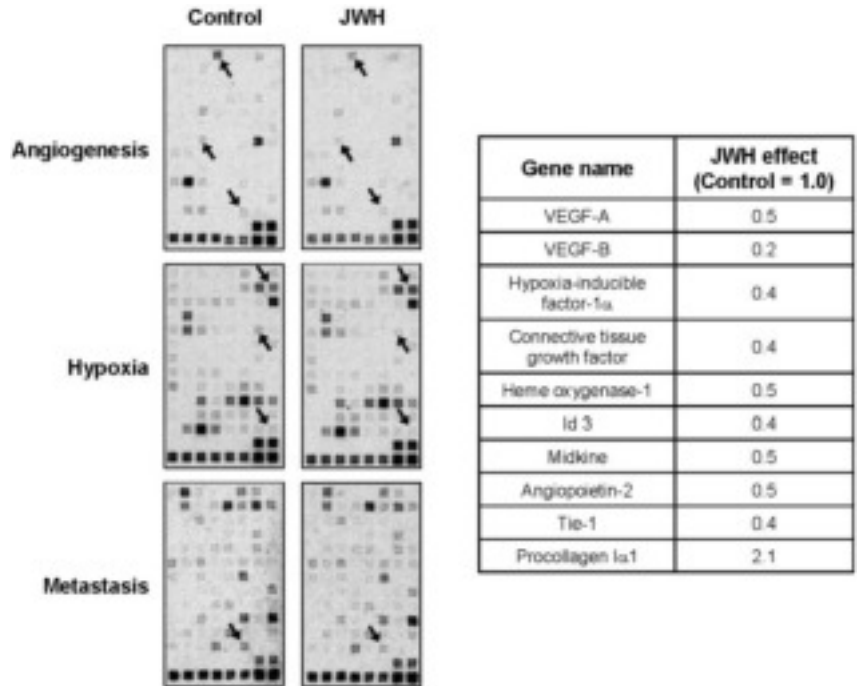 Control JWH
Angiogenesis
Hypoxia
Metastasis
Gene name JWH effect
(Control = 1.0)
VEGF-A 0.5
VEGF-B 0.2
Hypoxia-inducible
factor-1α 0.4
Connective tissue
growth factor 0.4
Heme oxygenase-1 0.5
Id 3 0.4
Midkine 0.5
Angiopoietin-2 0.5
Tie-1 0.4
Procollagen Iα1 2.1